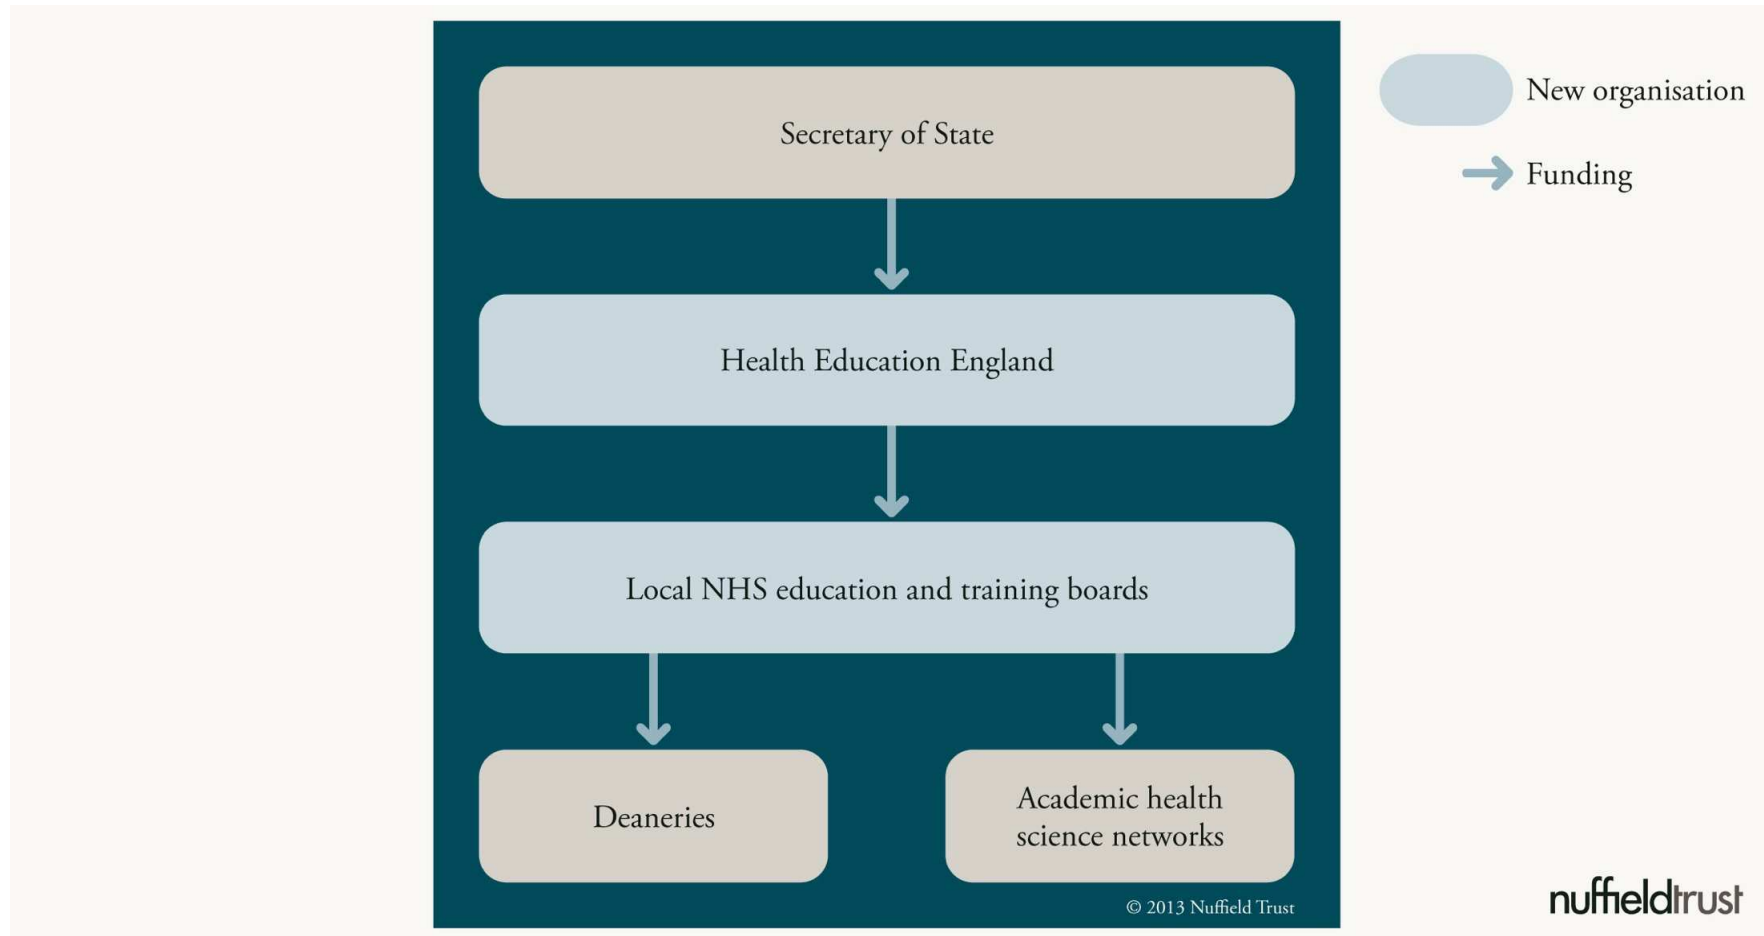 Secretary of State
Health Education England
Local NHS education and training boards
Deaneries
Academic health
science networks
© 2013 Nuffield Trust
New organisation
Funding
nuffieldtrust